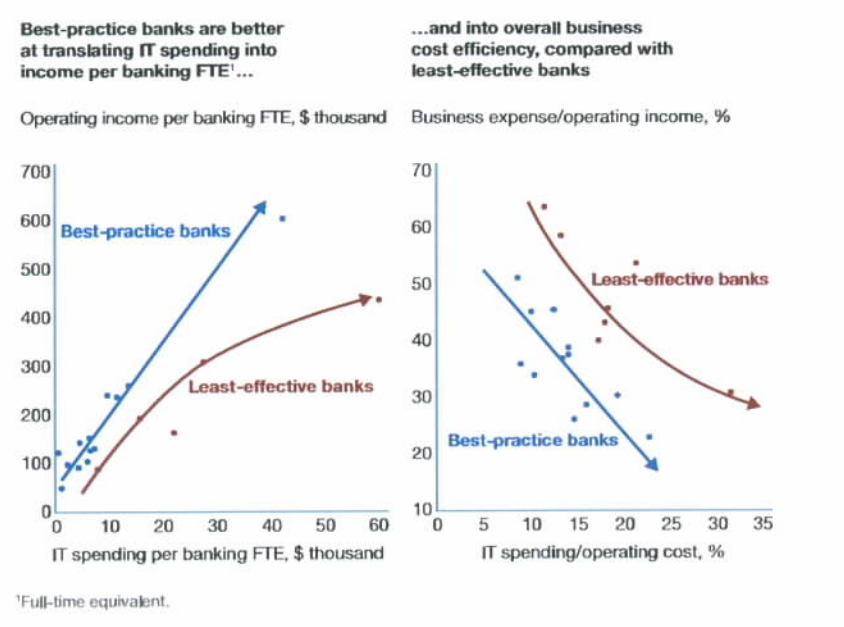 Best-practice banks are better
at translating IT spending into
income per banking FTE¹...
Operating income per banking FTE, $ thousand
700
600
500
400
300
200
100
0
Best-practice banks
Least-effective banks
0 10 20 30 40 50 60
IT spending per banking FTE, $ thousand
...and into overall business
cost efficiency, compared with
least-effective banks
Business expense/operating income, %
70
60
50
40
30
20
10
Least-effective banks
Best-practice banks
0 5 10 15 20 25 30 35
IT spending/operating cost, %
¹Full-time equivalent.